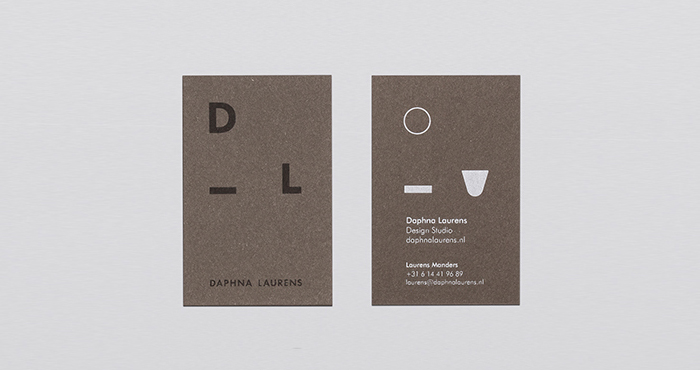 D
_ L
DAPHNA LAURENS
Daphna Laurens
Design Studio
daphnalaurens.nl
Laurens Manders
+31 6 14 41 96 89
laurens@daphnalaurens.nl